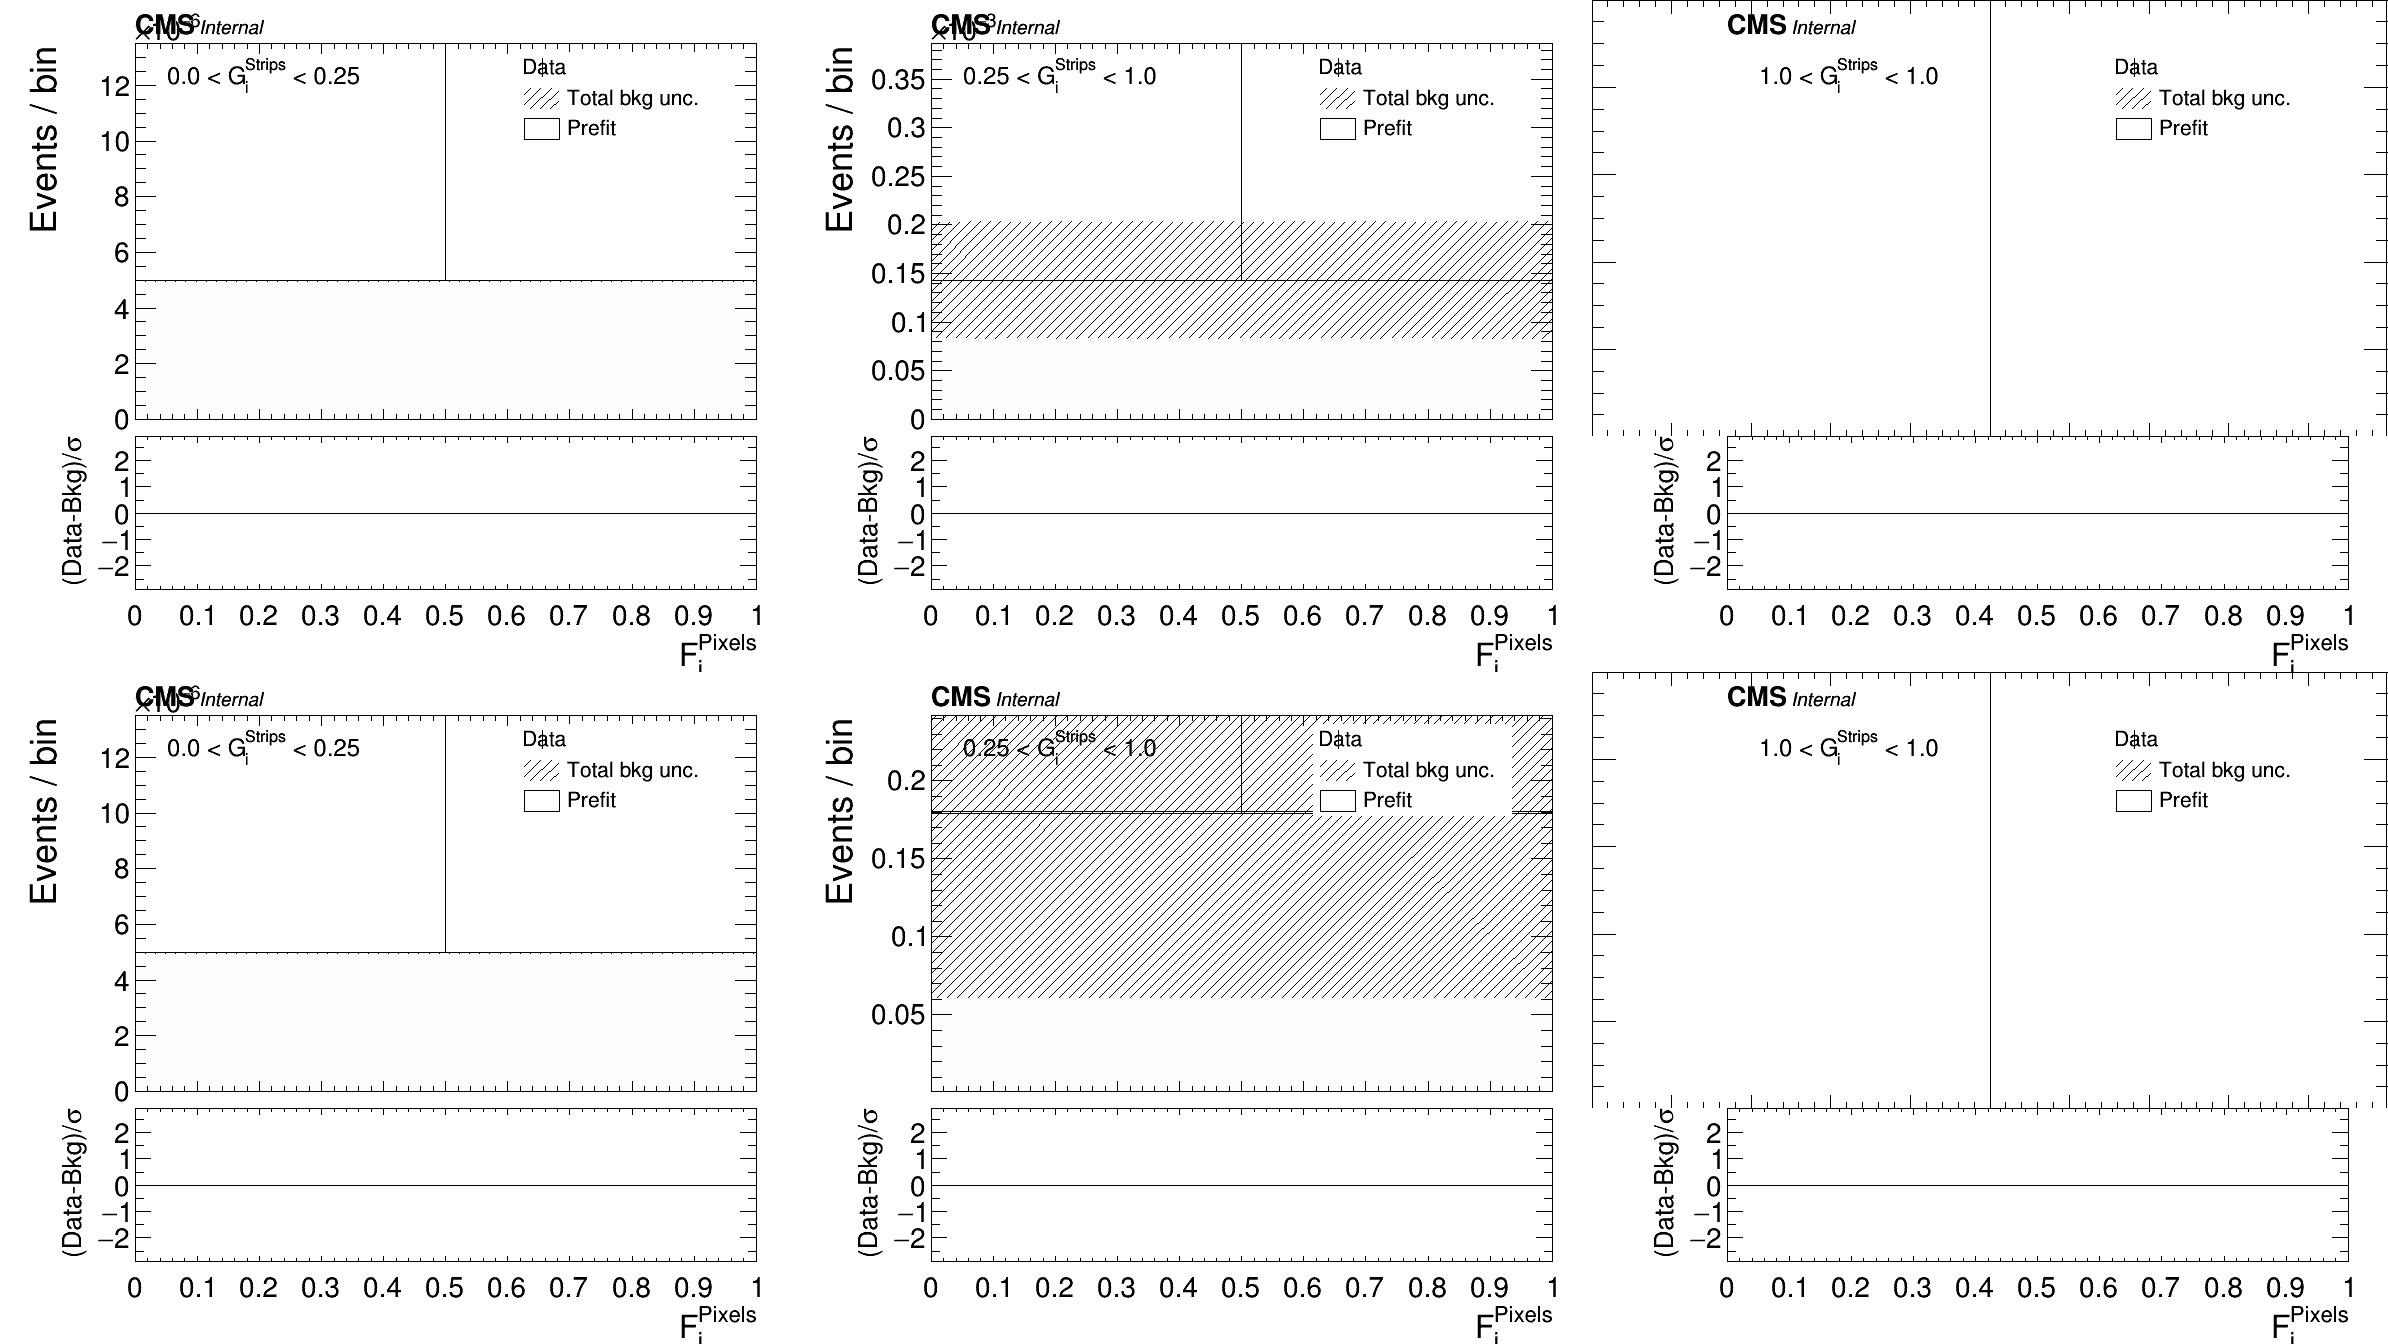 CMS Internal
×10⁻⁶
0.0 < G_i^Strips < 0.25
Data
Total bkg unc.
Prefit
Events / bin
12
10
8
6
4
2
0
(Data-Bkg)/σ
2
1
0
−1
−2
0 0.1 0.2 0.3 0.4 0.5 0.6 0.7 0.8 0.9 1
F_i^Pixels
CMS Internal
0.25 < G_i^Strips < 1.0
Data
Total bkg unc.
Prefit
Events / bin
0.35
0.3
0.25
0.2
0.15
0.1
0.05
0
(Data-Bkg)/σ
2
1
0
−1
−2
0 0.1 0.2 0.3 0.4 0.5 0.6 0.7 0.8 0.9 1
F_i^Pixels
CMS Internal
1.0 < G_i^Strips < 1.0
Data
Total bkg unc.
Prefit
(Data-Bkg)/σ
2
1
0
−1
−2
0 0.1 0.2 0.3 0.4 0.5 0.6 0.7 0.8 0.9 1
F_i^Pixels
CMS Internal
×10⁻⁶
0.0 < G_i^Strips < 0.25
Data
Total bkg unc.
Prefit
Events / bin
12
10
8
6
4
2
0
(Data-Bkg)/σ
2
1
0
−1
−2
0 0.1 0.2 0.3 0.4 0.5 0.6 0.7 0.8 0.9 1
F_i^Pixels
CMS Internal
0.25 < G_i^Strips < 1.0
Data
Total bkg unc.
Prefit
Events / bin
0.2
0.15
0.1
0.05
(Data-Bkg)/σ
2
1
0
−1
−2
0 0.1 0.2 0.3 0.4 0.5 0.6 0.7 0.8 0.9 1
F_i^Pixels
CMS Internal
1.0 < G_i^Strips < 1.0
Data
Total bkg unc.
Prefit
(Data-Bkg)/σ
2
1
0
−1
−2
0 0.1 0.2 0.3 0.4 0.5 0.6 0.7 0.8 0.9 1
F_i^Pixels